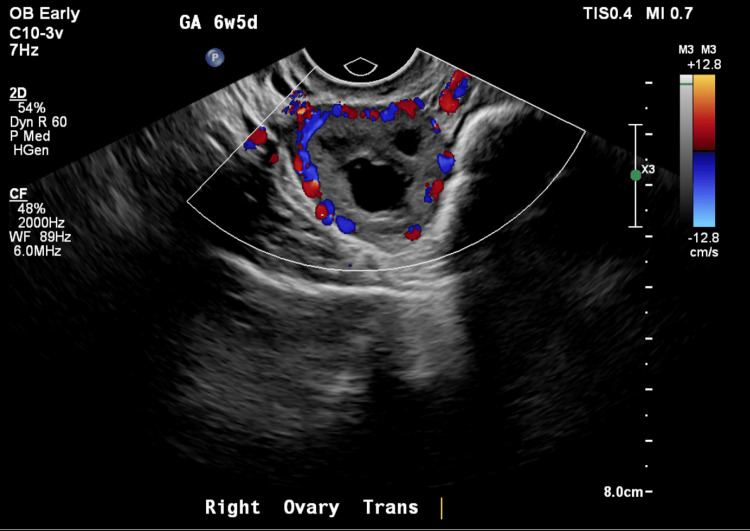 OB Early
C10-3v
7Hz
GA 6w5d
TIS0.4 MI 0.7
P
M3 M3
+12.8
2D
54%
Dyn R 60
P Med
HGen
X3
CF
48%
2000Hz
WF 89Hz
6.0MHz
-12.8
cm/s
8.0cm
Right Ovary Trans